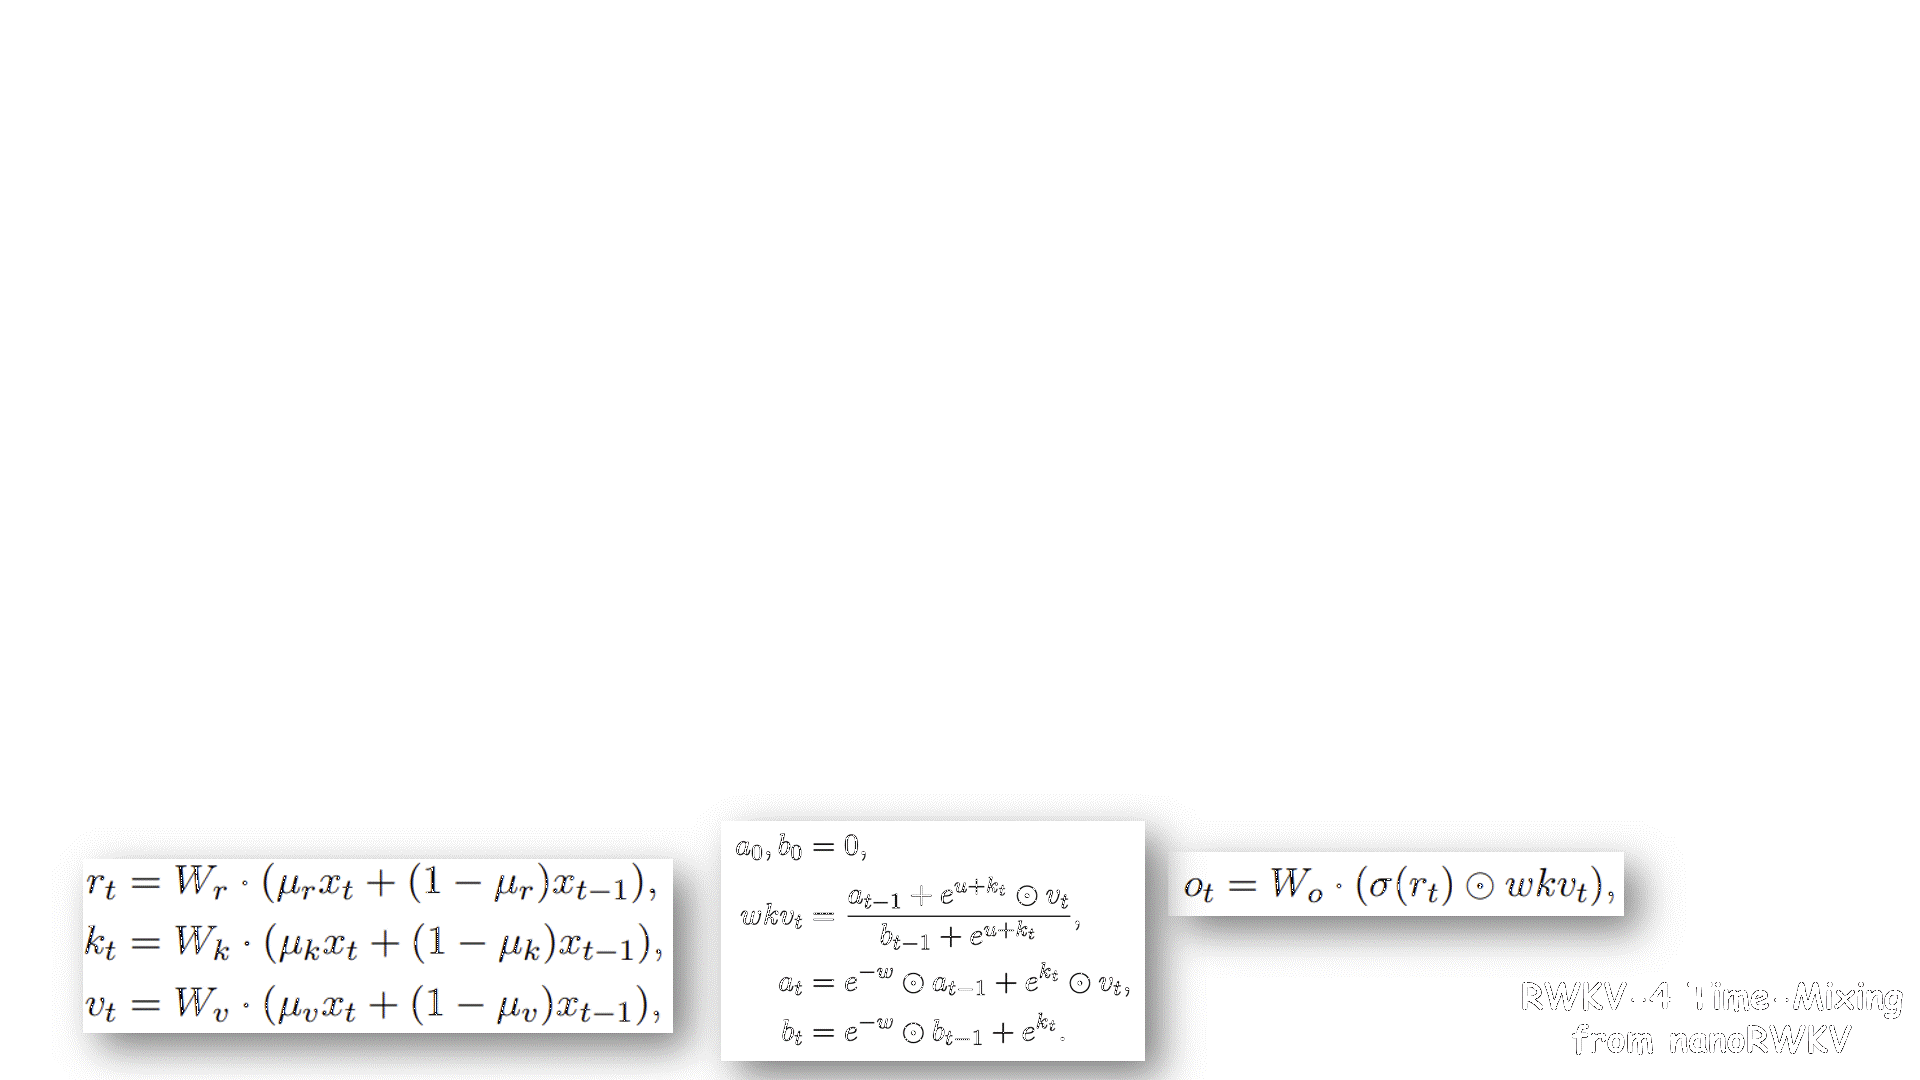 r_t = W_r · (μ_r x_t + (1 − μ_r)x_{t−1}),
k_t = W_k · (μ_k x_t + (1 − μ_k)x_{t−1}),
v_t = W_v · (μ_v x_t + (1 − μ_v)x_{t−1}),
a_0, b_0 = 0,
wkv_t = \frac{a_{t−1} + e^{u+k_t} ⊙ v_t}{b_{t−1} + e^{u+k_t}},
a_t = e^{−w} ⊙ a_{t−1} + e^{k_t} ⊙ v_t,
b_t = e^{−w} ⊙ b_{t−1} + e^{k_t}.
o_t = W_o · (σ(r_t) ⊙ wkv_t),
RWKV-4 Time-Mixing
from nanoRWKV